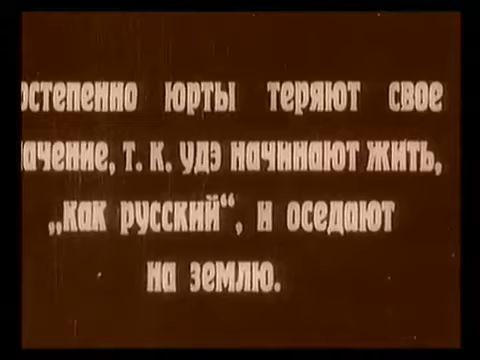 остепенно юрты теряют свое
ачение, т. к. удэ начинают жить,
„как русский“, и оседают
на землю.